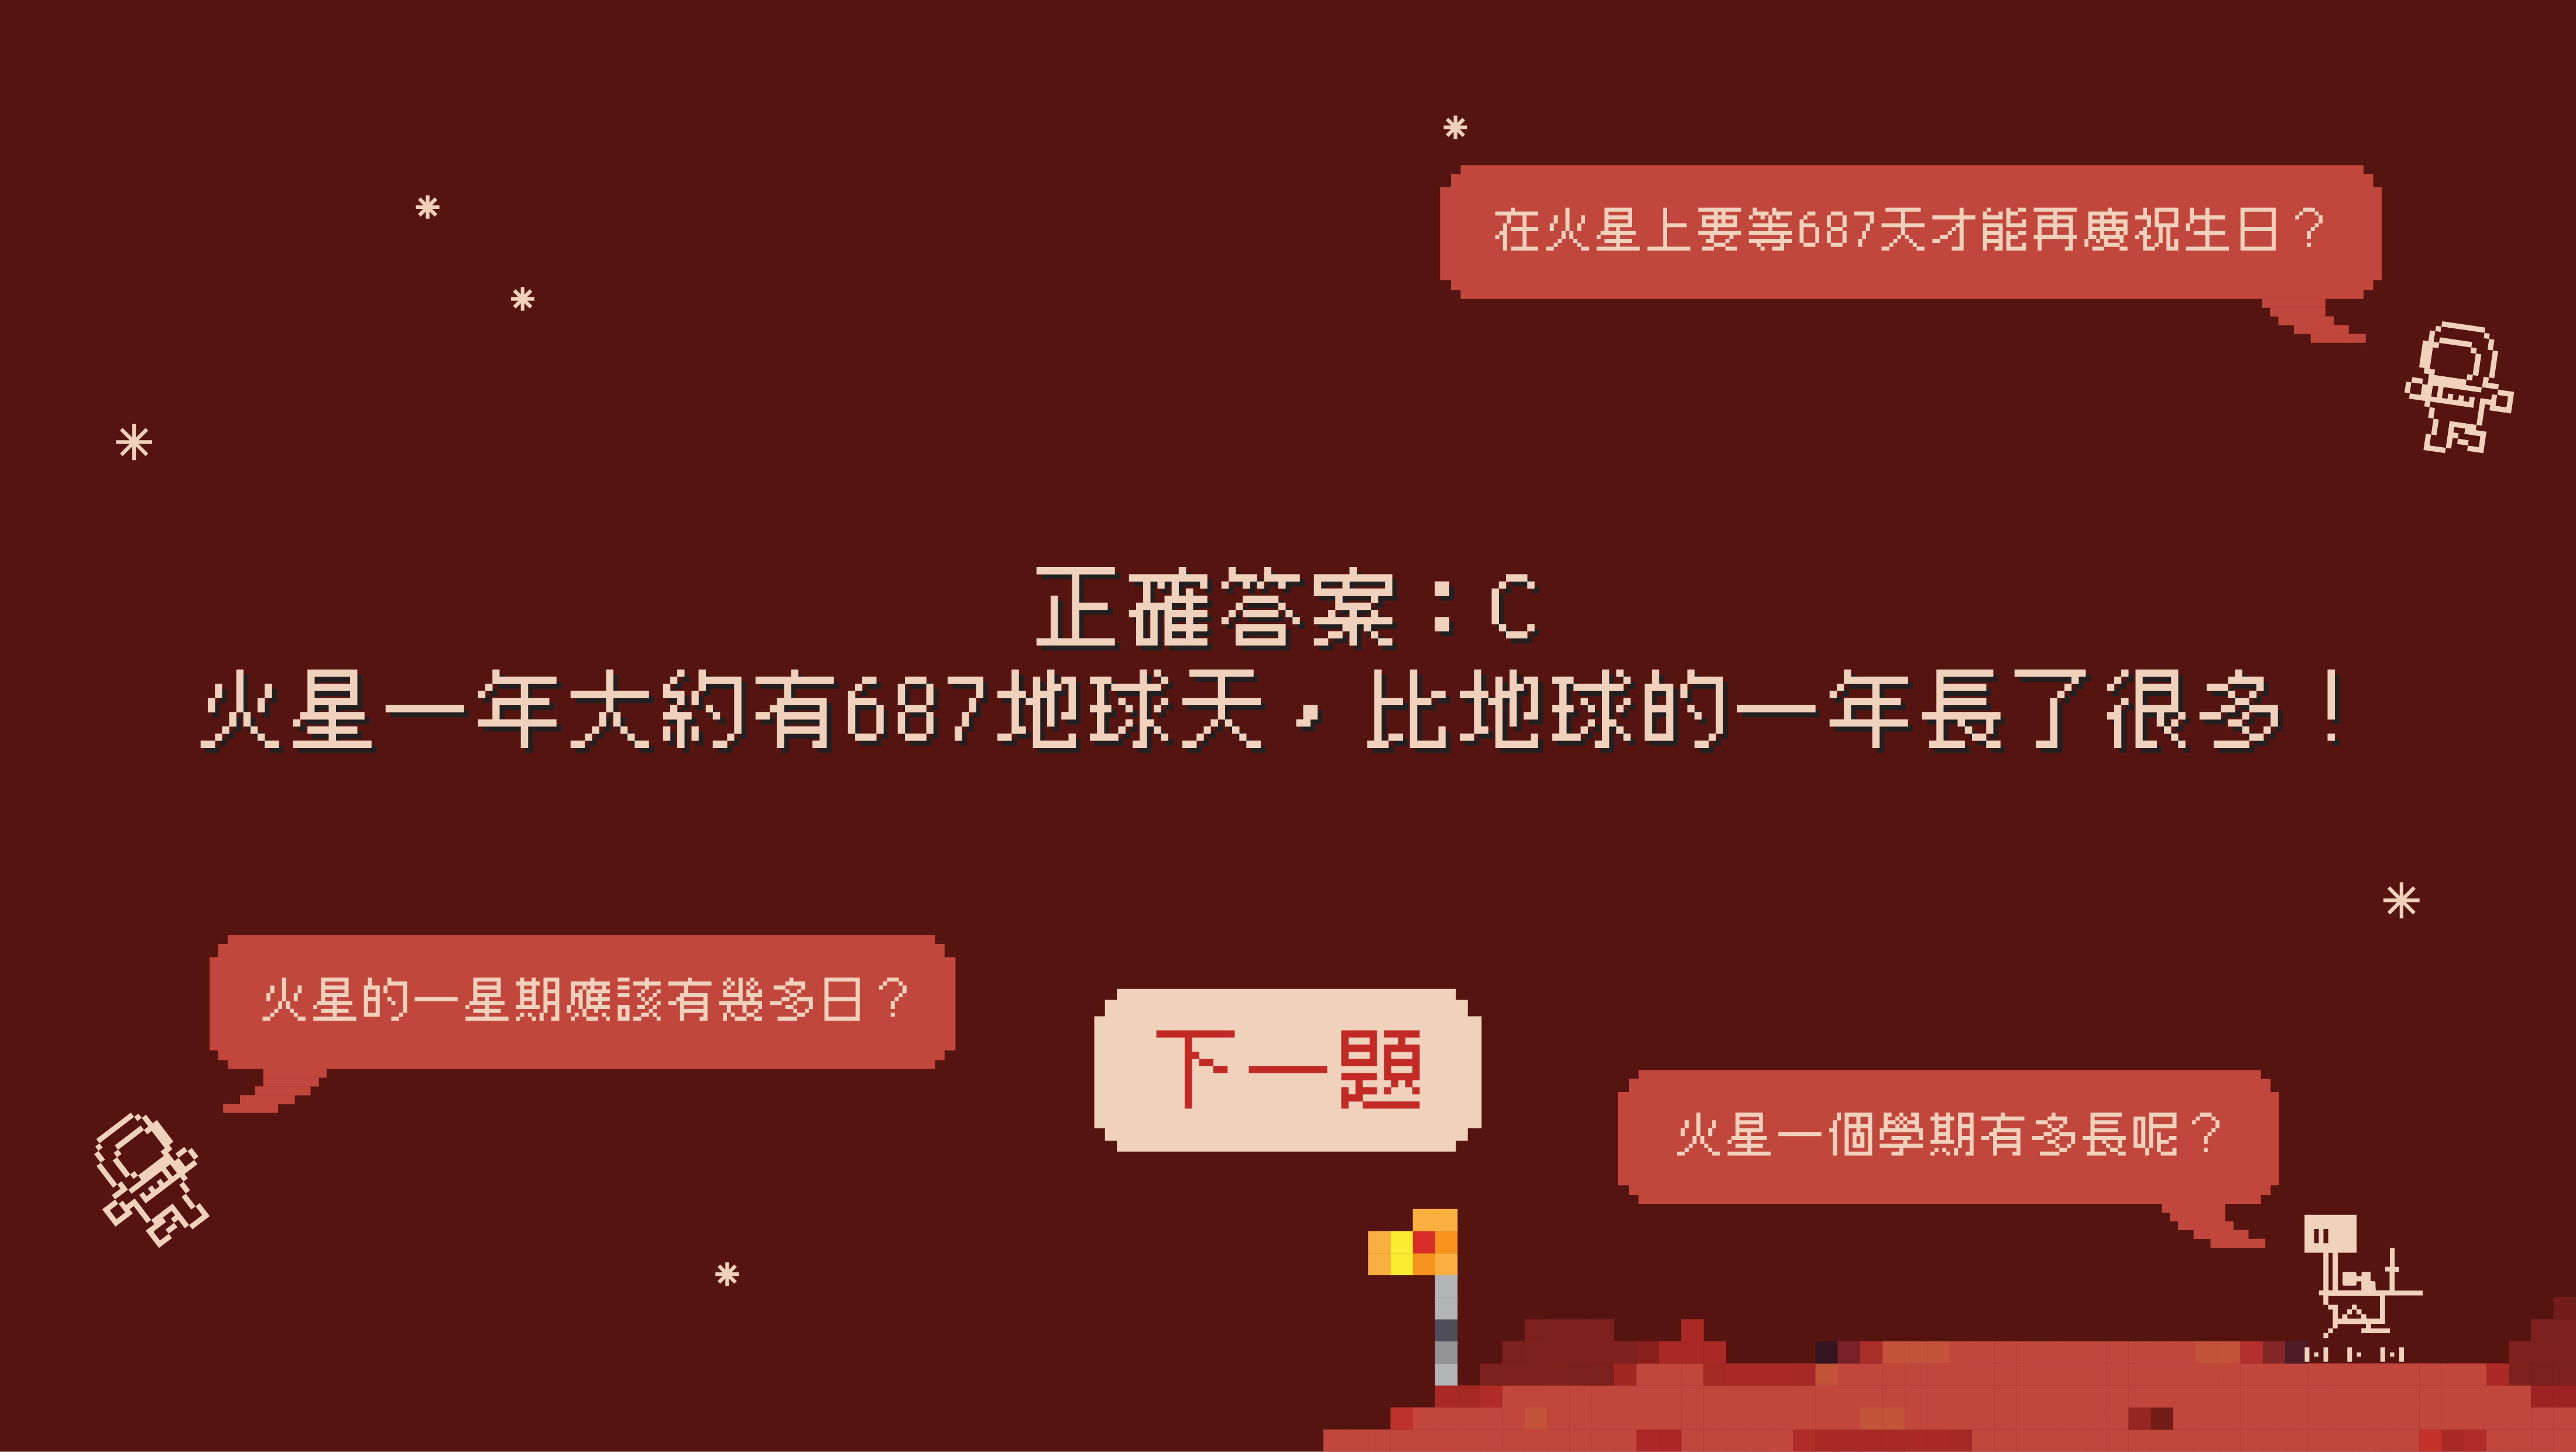 在火星上要等687天才能再慶祝生日？
正確答案：C
火星一年大約有687地球天，比地球的一年長了很多！
火星的一星期應該有幾多日？
下一題
火星一個學期有多長呢？